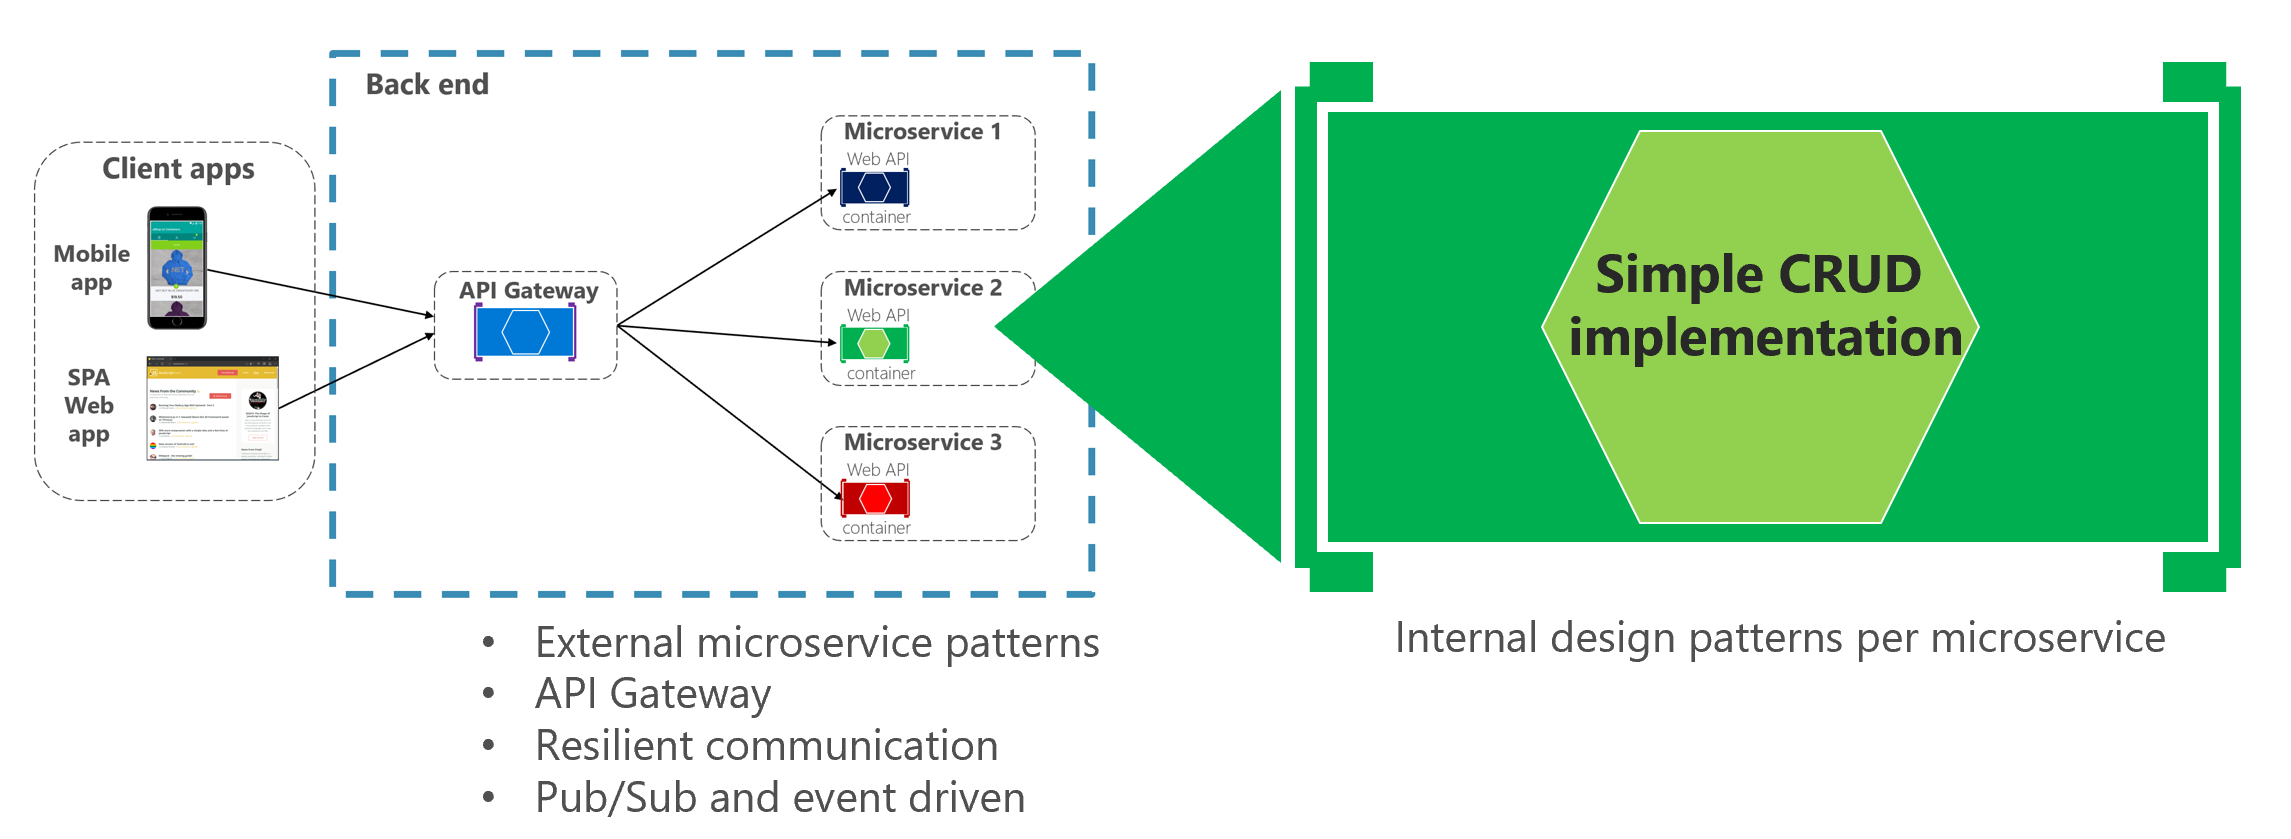 Back end
Client apps
Mobile
app
SPA
Web
app
API Gateway
Microservice 1
Web API
container
Microservice 2
Web API
container
Microservice 3
Web API
container
Simple CRUD
implementation
• External microservice patterns
• API Gateway
• Resilient communication
• Pub/Sub and event driven
Internal design patterns per microservice